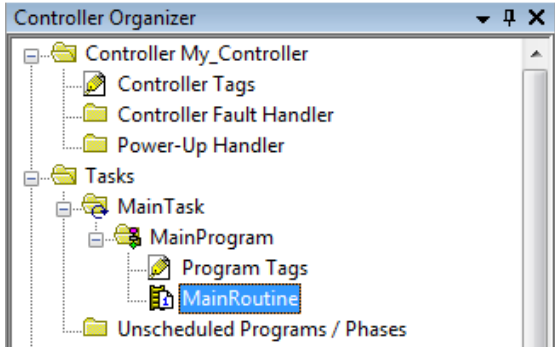 Controller Organizer
Controller My_Controller
Controller Tags
Controller Fault Handler
Power-Up Handler
Tasks
MainTask
MainProgram
Program Tags
MainRoutine
Unscheduled Programs / Phases